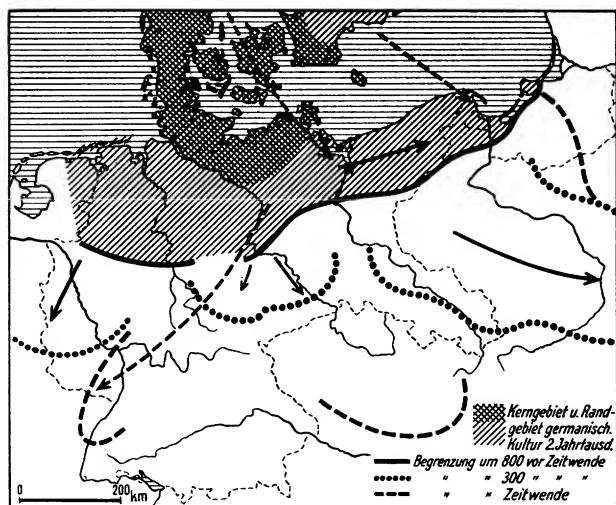 Kerngebiet u. Rand-
gebiet germanisch.
Kultur 2. Jahrtausd.
Begrenzung um 800 vor Zeitwende
" " 300 " " "
" " Zeitwende
0 200 km